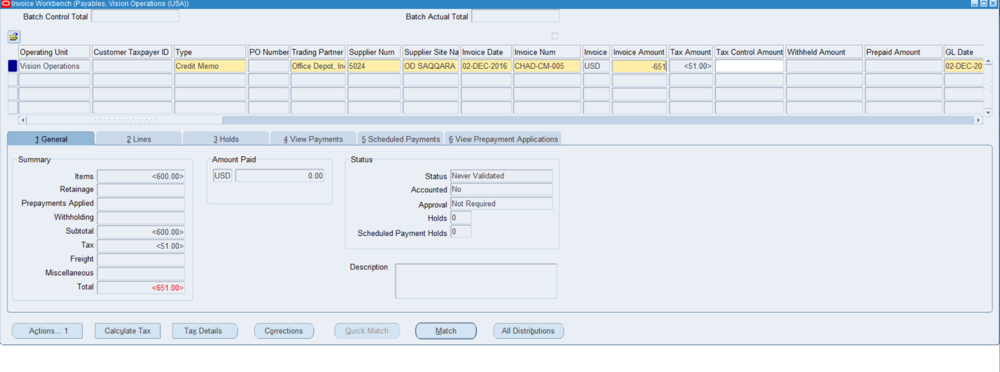 Invoice Workbench (Payables, Vision Operations (USA))
Batch Control Total
Batch Actual Total
Operating Unit Customer Taxpayer ID Type PO Number Trading Partner Supplier Num Supplier Site Na Invoice Date Invoice Num Invoice Invoice Amount Tax Amount Tax Control Amount Withheld Amount Prepaid Amount GL Date
Vision Operations Credit Memo Office Depot, In 5024 OD SAQQARA 02-DEC-2016 CHAD-CM-005 USD -651 <51.00> 02-DEC-20
1 General 2 Lines 3 Holds 4 View Payments 5 Scheduled Payments 6 View Prepayment Applications
Summary
Items <600.00>
Retainage
Prepayments Applied
Withholding
Subtotal <600.00>
Tax <51.00>
Freight
Miscellaneous
Total <651.00>
Amount Paid
USD 0.00
Status
Status Never Validated
Accounted No
Approval Not Required
Holds 0
Scheduled Payment Holds 0
Description
Actions... 1 Calculate Tax Tax Details Corrections Quick Match Match All Distributions